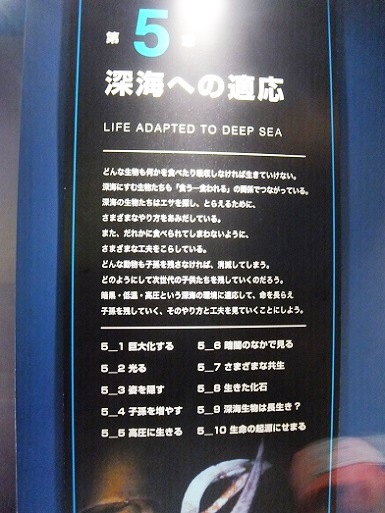 第5章
深海への適応
LIFE ADAPTED TO DEEP SEA
どんな生物も何かを食べたり吸収しなければ生きていけない。
深海にすむ生物たちも「食う―食われる」の関係でつながっている。
深海の生物たちはエサを探し、とらえるために、
さまざまなやり方をあみだしている。
また、だれかに食べられてしまわないように、
さまざまな工夫をこらしている。
どんな動物も子孫を残さなければ、消滅してしまう。
どのようにして次世代の子供たちを残していくのだろう。
暗黒・低温・高圧という深海の環境に適応して、命を長らえ
子孫を残していく、そのやり方と工夫を見ていくことにしよう。
5_1 巨大化する
5_2 光る
5_3 姿を隠す
5_4 子孫を増やす
5_5 高圧に生きる
5_6 暗闇のなかで見る
5_7 さまざまな共生
5_8 生きた化石
5_9 深海生物は長生き？
5_10 生命の起源にせまる